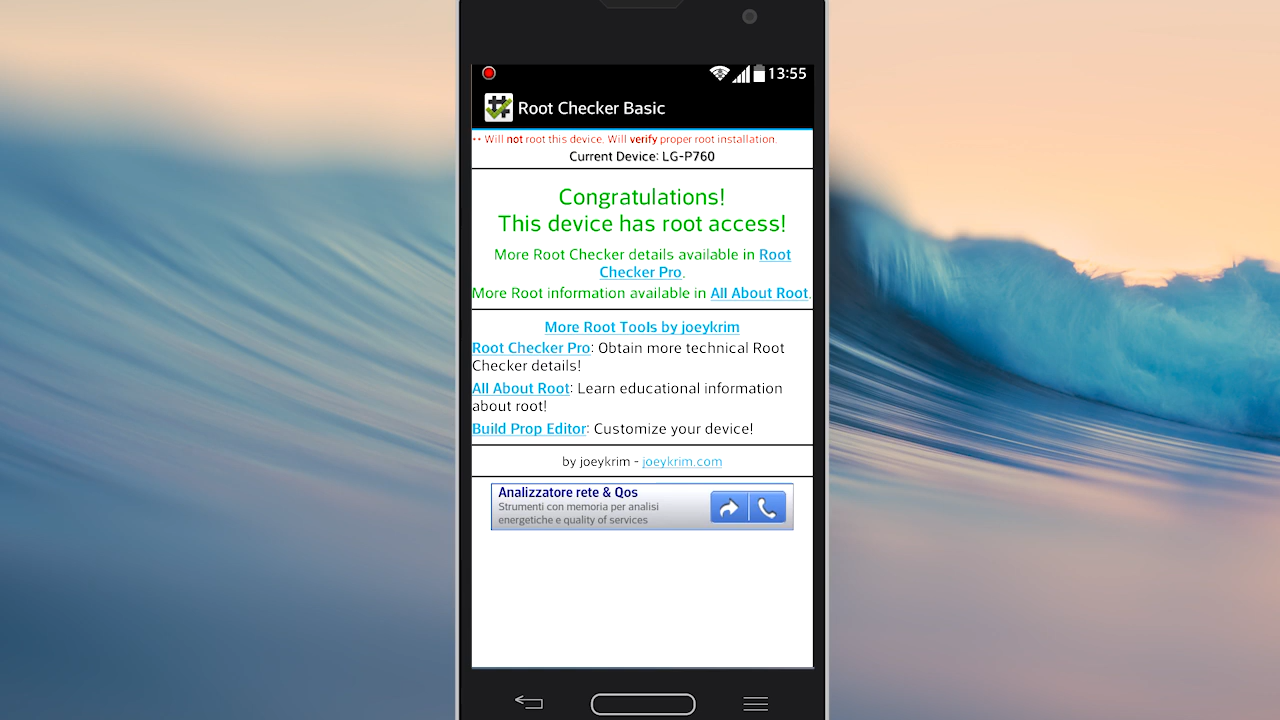 13:55
Root Checker Basic
** Will not root this device. Will verify proper root installation.
Current Device: LG-P760
Congratulations!
This device has root access!
More Root Checker details available in Root
Checker Pro.
More Root information available in All About Root.
More Root Tools by joeykrim
Root Checker Pro: Obtain more technical Root
Checker details!
All About Root: Learn educational information
about root!
Build Prop Editor: Customize your device!
by joeykrim - joeykrim.com
Analizzatore rete & Qos
Strumenti con memoria per analisi
energetiche e quality of services